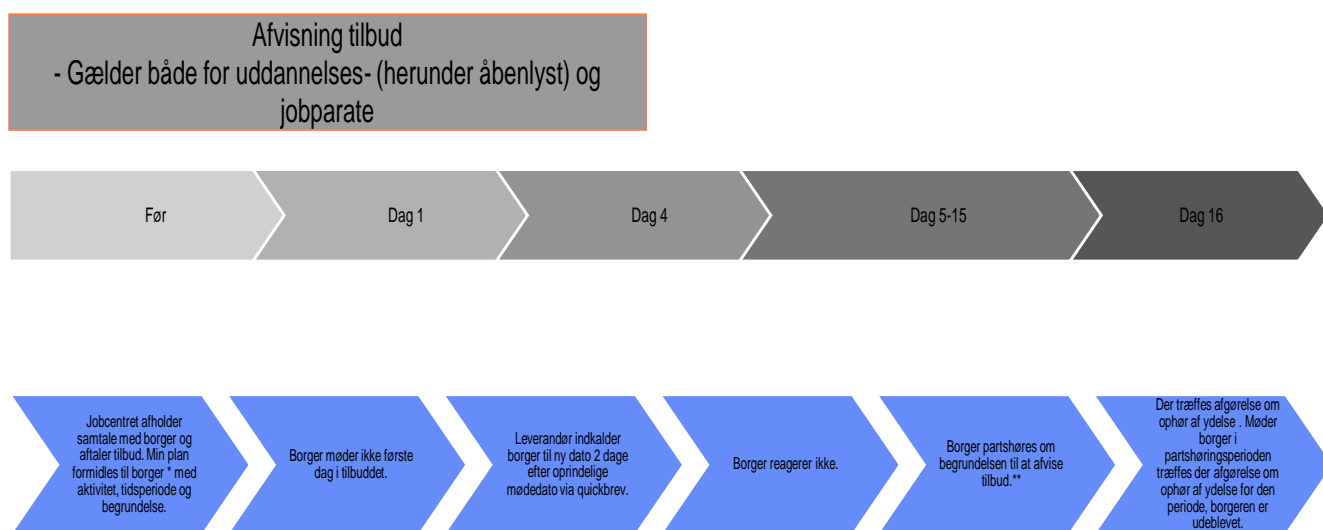 Afvisning tilbud
- Gælder både for uddannelses- (herunder åbenlyst) og
jobparate
Før
Dag 1
Dag 4
Dag 5-15
Dag 16
Jobcentret afholder
samtale med borger og
aftaler tilbud. Min plan
formidles til borger * med
aktivitet, tidsperiode og
begrundelse.
Borger møder ikke første
dag i tilbuddet.
Leverandør indkalder
borger til ny dato 2 dage
efter oprindelige
mødedato via quickbrev.
Borger reagerer ikke.
Borger partshøres om
begrundelsen til at afvise
tilbud.**
Der træffes afgørelse om
ophør af ydelse . Møder
borger i
partshøringsperioden
træffes der afgørelse om
ophør af ydelse for den
periode, borgeren er
udeblevet.